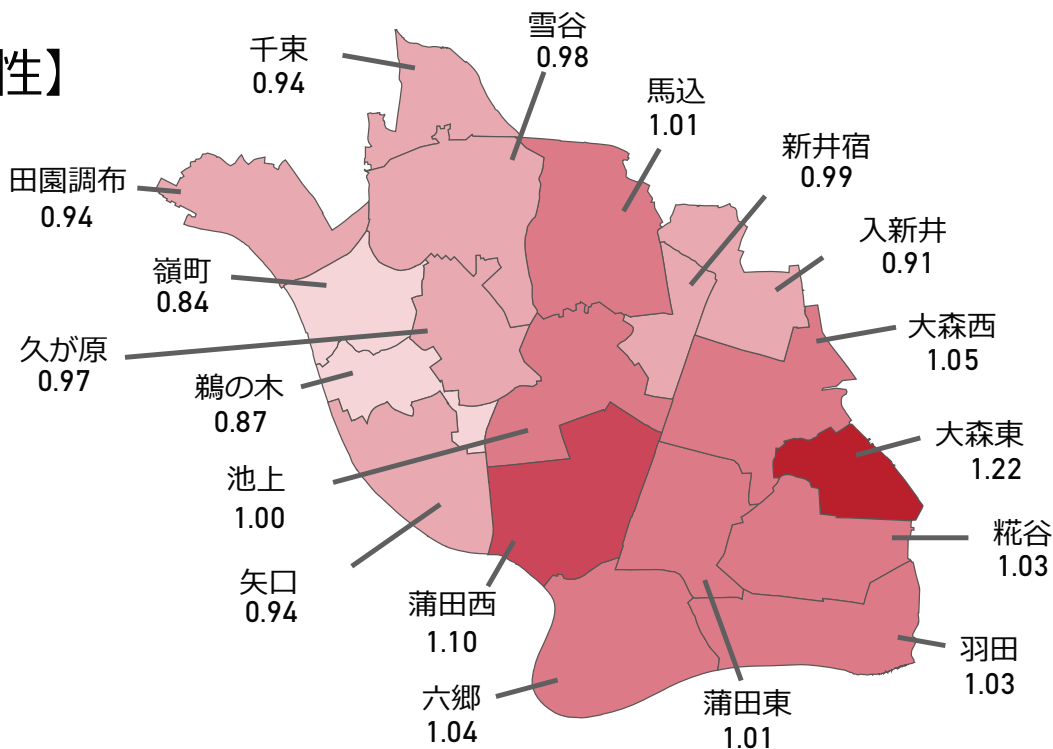 性】
千束
0.94
雪谷
0.98
馬込
1.01
新井宿
0.99
田園調布
0.94
入新井
0.91
嶺町
0.84
大森西
1.05
久が原
0.97
鵜の木
0.87
大森東
1.22
池上
1.00
糀谷
1.03
矢口
0.94
蒲田西
1.10
羽田
1.03
六郷
1.04
蒲田東
1.01